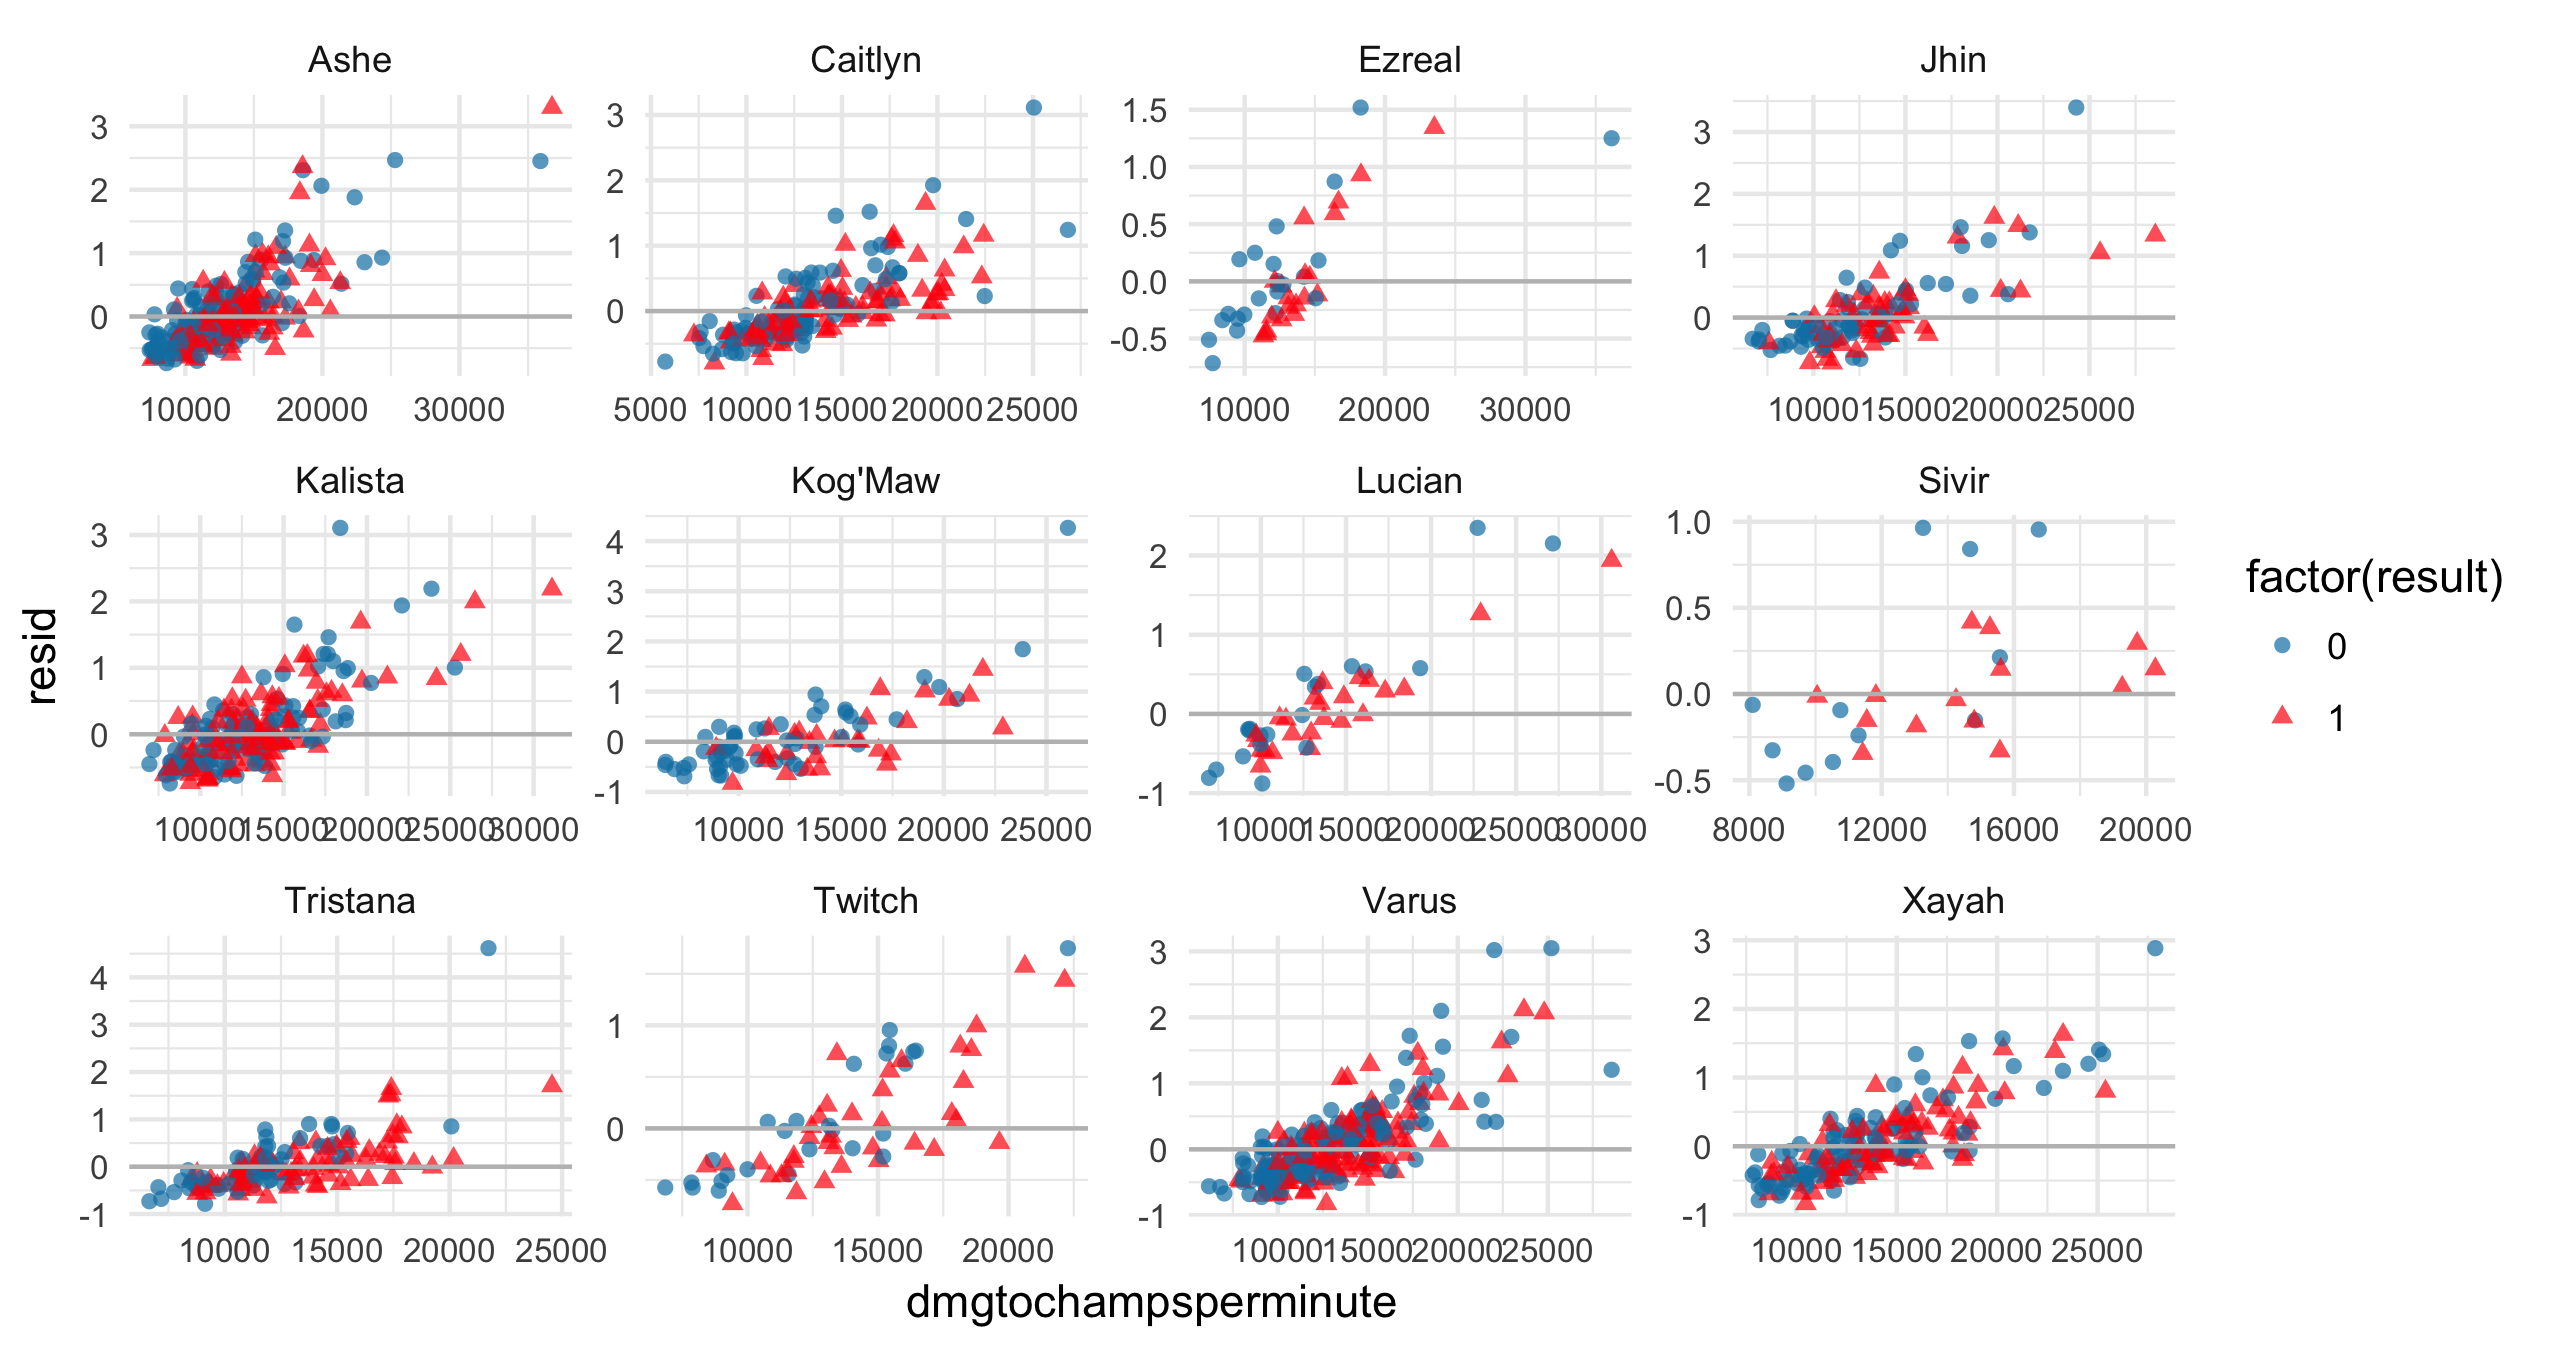 Ashe Caitlyn Ezreal Jhin
3 2 1 0
3 2 1 0
1.5 1.0 0.5 0.0 -0.5
3 2 1 0
10000 20000 30000
5000 10000 15000 20000 25000
10000 20000 30000
10000 15000 20000 25000
Kalista Kog'Maw Lucian Sivir
3 2 1 0
4 3 2 1 0 -1
2 1 0 -1
1.0 0.5 0.0 -0.5
10000 15000 20000 25000 30000
10000 15000 20000 25000
10000 15000 20000 25000 30000
8000 12000 16000 20000
Tristana Twitch Varus Xayah
4 3 2 1 0 -1
1 0
3 2 1 0 -1
3 2 1 0 -1
10000 15000 20000 25000
10000 15000 20000
10000 15000 20000 25000
10000 15000 20000 25000
resid
dmgtochampsperminute
factor(result)
0
1